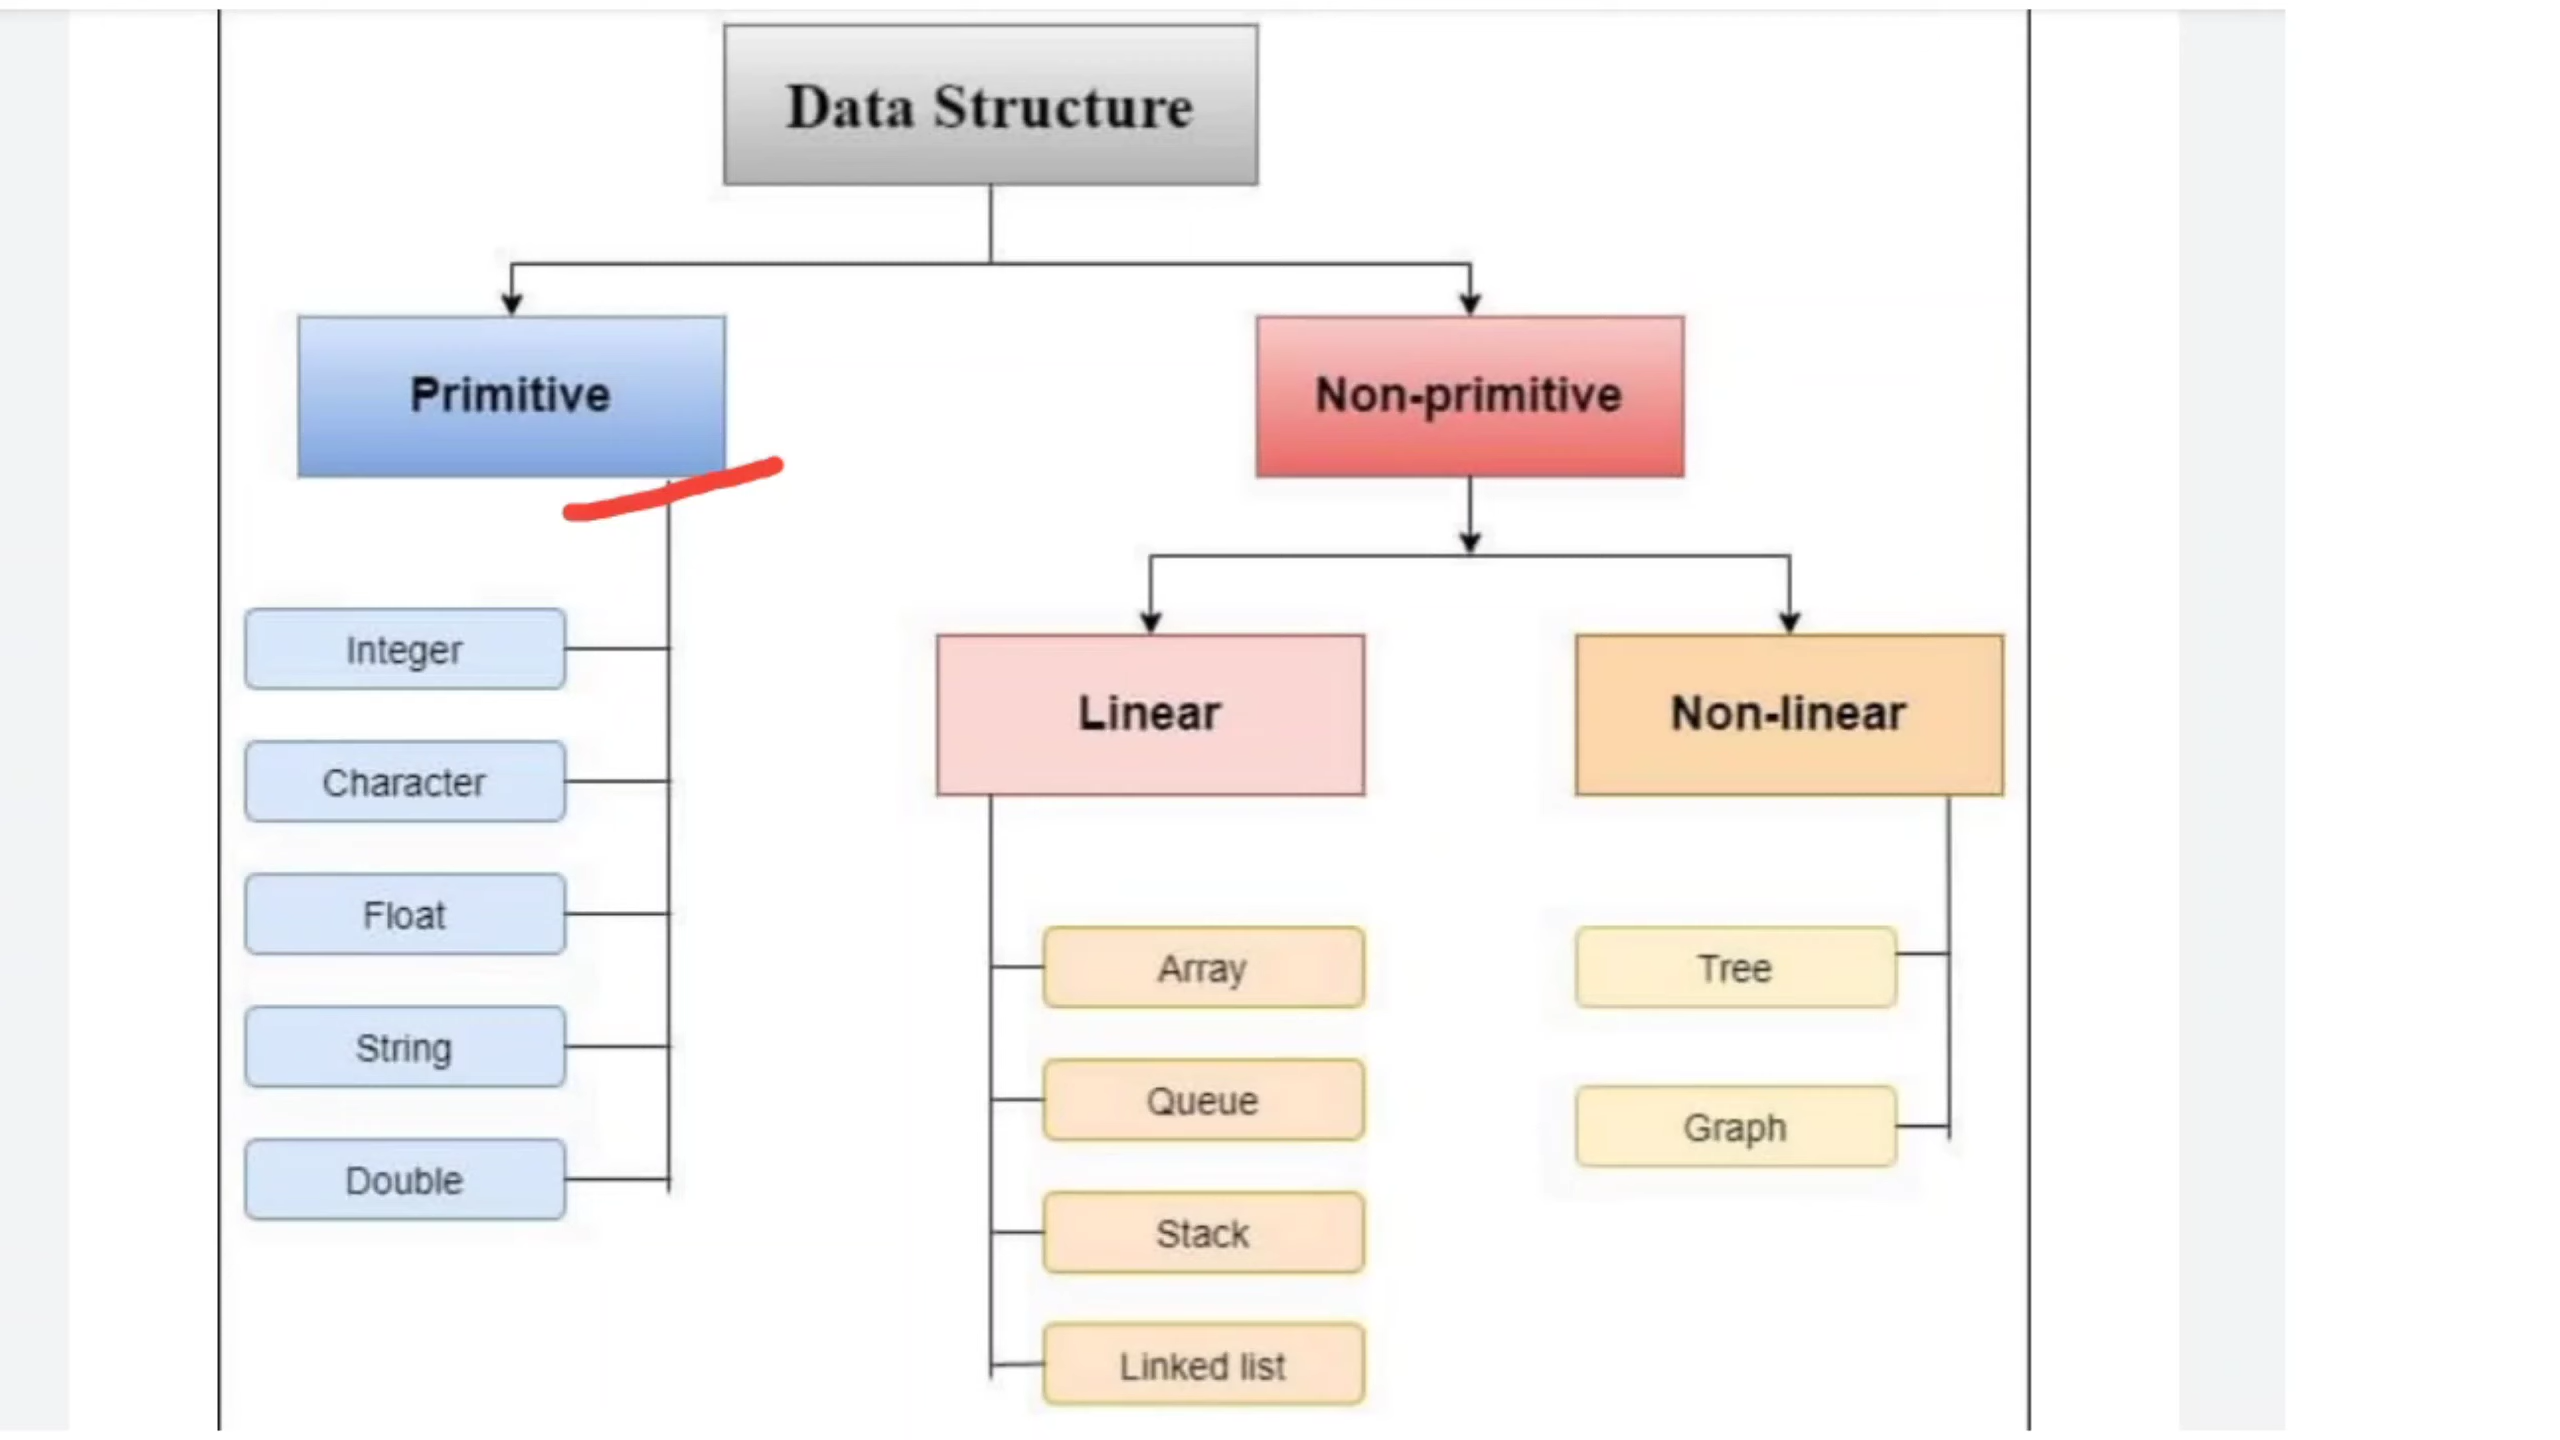 Data Structure
Primitive
Non-primitive
Integer
Character
Float
String
Double
Linear
Non-linear
Array
Queue
Stack
Linked list
Tree
Graph